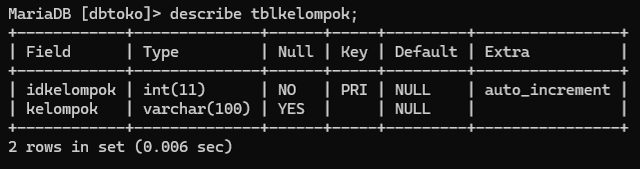 MariaDB [dbtoko]> describe tblkelompok;
+------------+--------------+------+-----+---------+----------------+
| Field      | Type         | Null | Key | Default | Extra          |
+------------+--------------+------+-----+---------+----------------+
| idkelompok | int(11)      | NO   | PRI | NULL    | auto_increment |
| kelompok   | varchar(100) | YES  |     | NULL    |                |
+------------+--------------+------+-----+---------+----------------+
2 rows in set (0.006 sec)